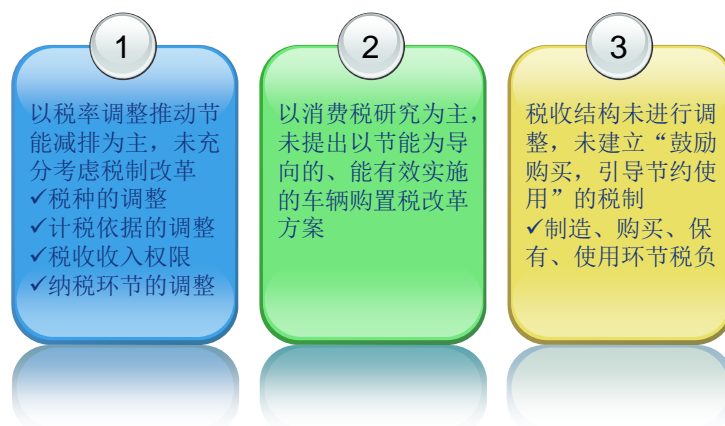 1
以税率调整推动节
能减排为主，未充
分考虑税制改革
✓税种的调整
✓计税依据的调整
✓税收收入权限
✓纳税环节的调整
2
以消费税研究为主，
未提出以节能为导
向的、能有效实施
的车辆购置税改革
方案
3
税收结构未进行调
整，未建立“鼓励
购买，引导节约使
用”的税制
✓制造、购买、保
有、使用环节税负